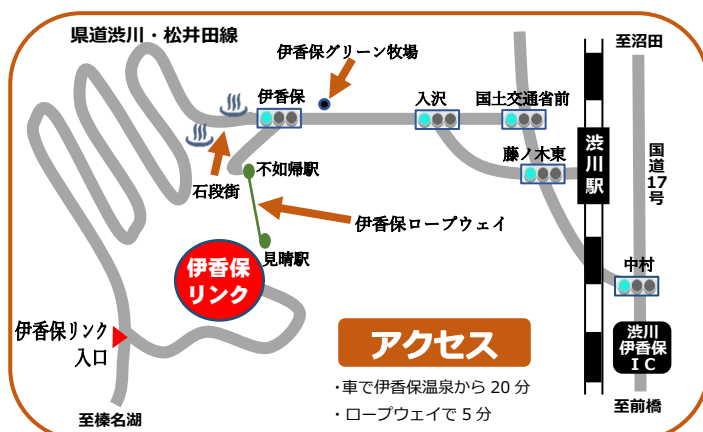 県道渋川・松井田線
至沼田
伊香保グリーン牧場
伊香保
入沢
国土交通省前
藤ノ木東
渋川駅
国道17号
石段街
不如帰駅
伊香保ロープウェイ
見晴駅
中村
伊香保
リンク
伊香保リンク
入口
渋川
伊香保
IC
アクセス
・車で伊香保温泉から20分
・ロープウェイで5分
至榛名湖
至前橋